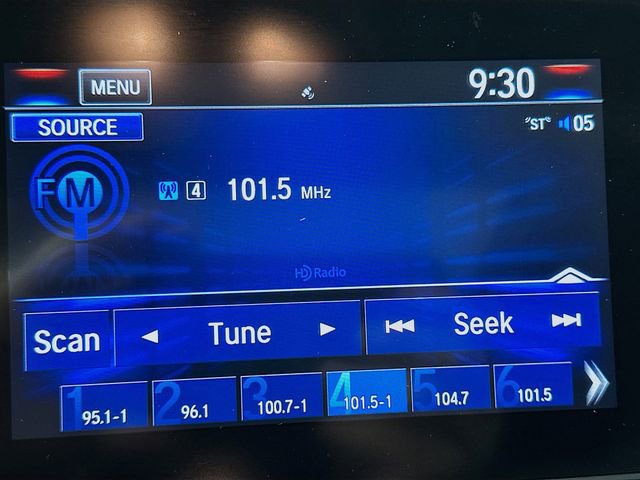 MENU 9:30
SOURCE "ST" 05
FM 4 101.5 MHz
HD Radio
Scan Tune Seek
1 95.1-1 2 96.1 3 100.7-1 4 101.5-1 5 104.7 6 101.5